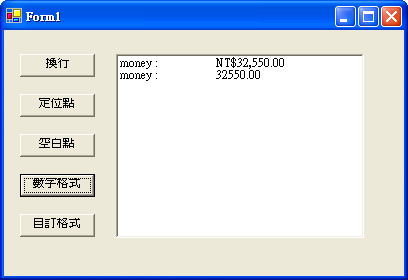 Form1
換行
定位點
空白點
數字格式
自訂格式
money : NT$32,550.00
money : 32550.00